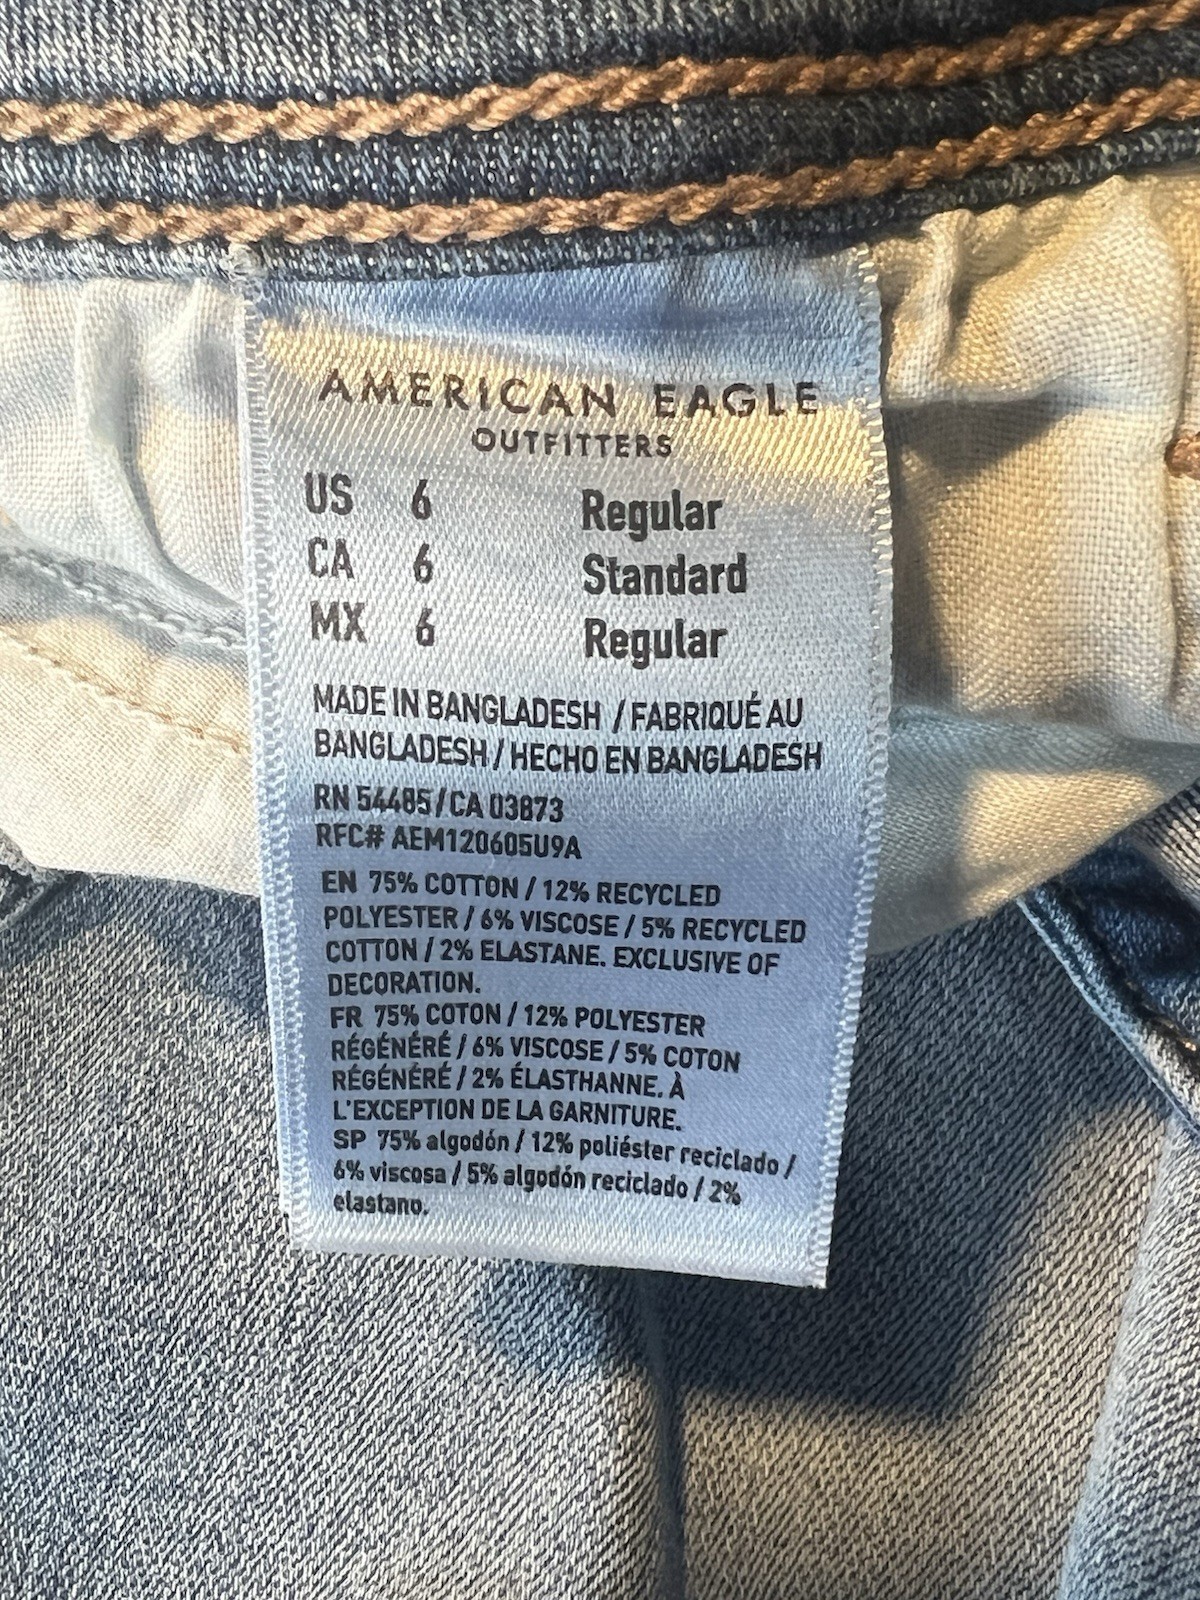 AMERICAN EAGLE
OUTFITTERS
US 6 Regular
CA 6 Standard
MX 6 Regular
MADE IN BANGLADESH / FABRIQUÉ AU
BANGLADESH / HECHO EN BANGLADESH
RN 54485/CA 03873
RFC# AEM120605U9A
EN 75% COTTON / 12% RECYCLED
POLYESTER / 6% VISCOSE / 5% RECYCLED
COTTON / 2% ELASTANE. EXCLUSIVE OF
DECORATION.
FR 75% COTON / 12% POLYESTER
RÉGÉNÉRÉ / 6% VISCOSE / 5% COTON
RÉGÉNÉRÉ / 2% ÉLASTHANNE. À
L'EXCEPTION DE LA GARNITURE.
SP 75% algodón / 12% poliéster reciclado /
6% viscosa / 5% algodón reciclado / 2%
elastano.